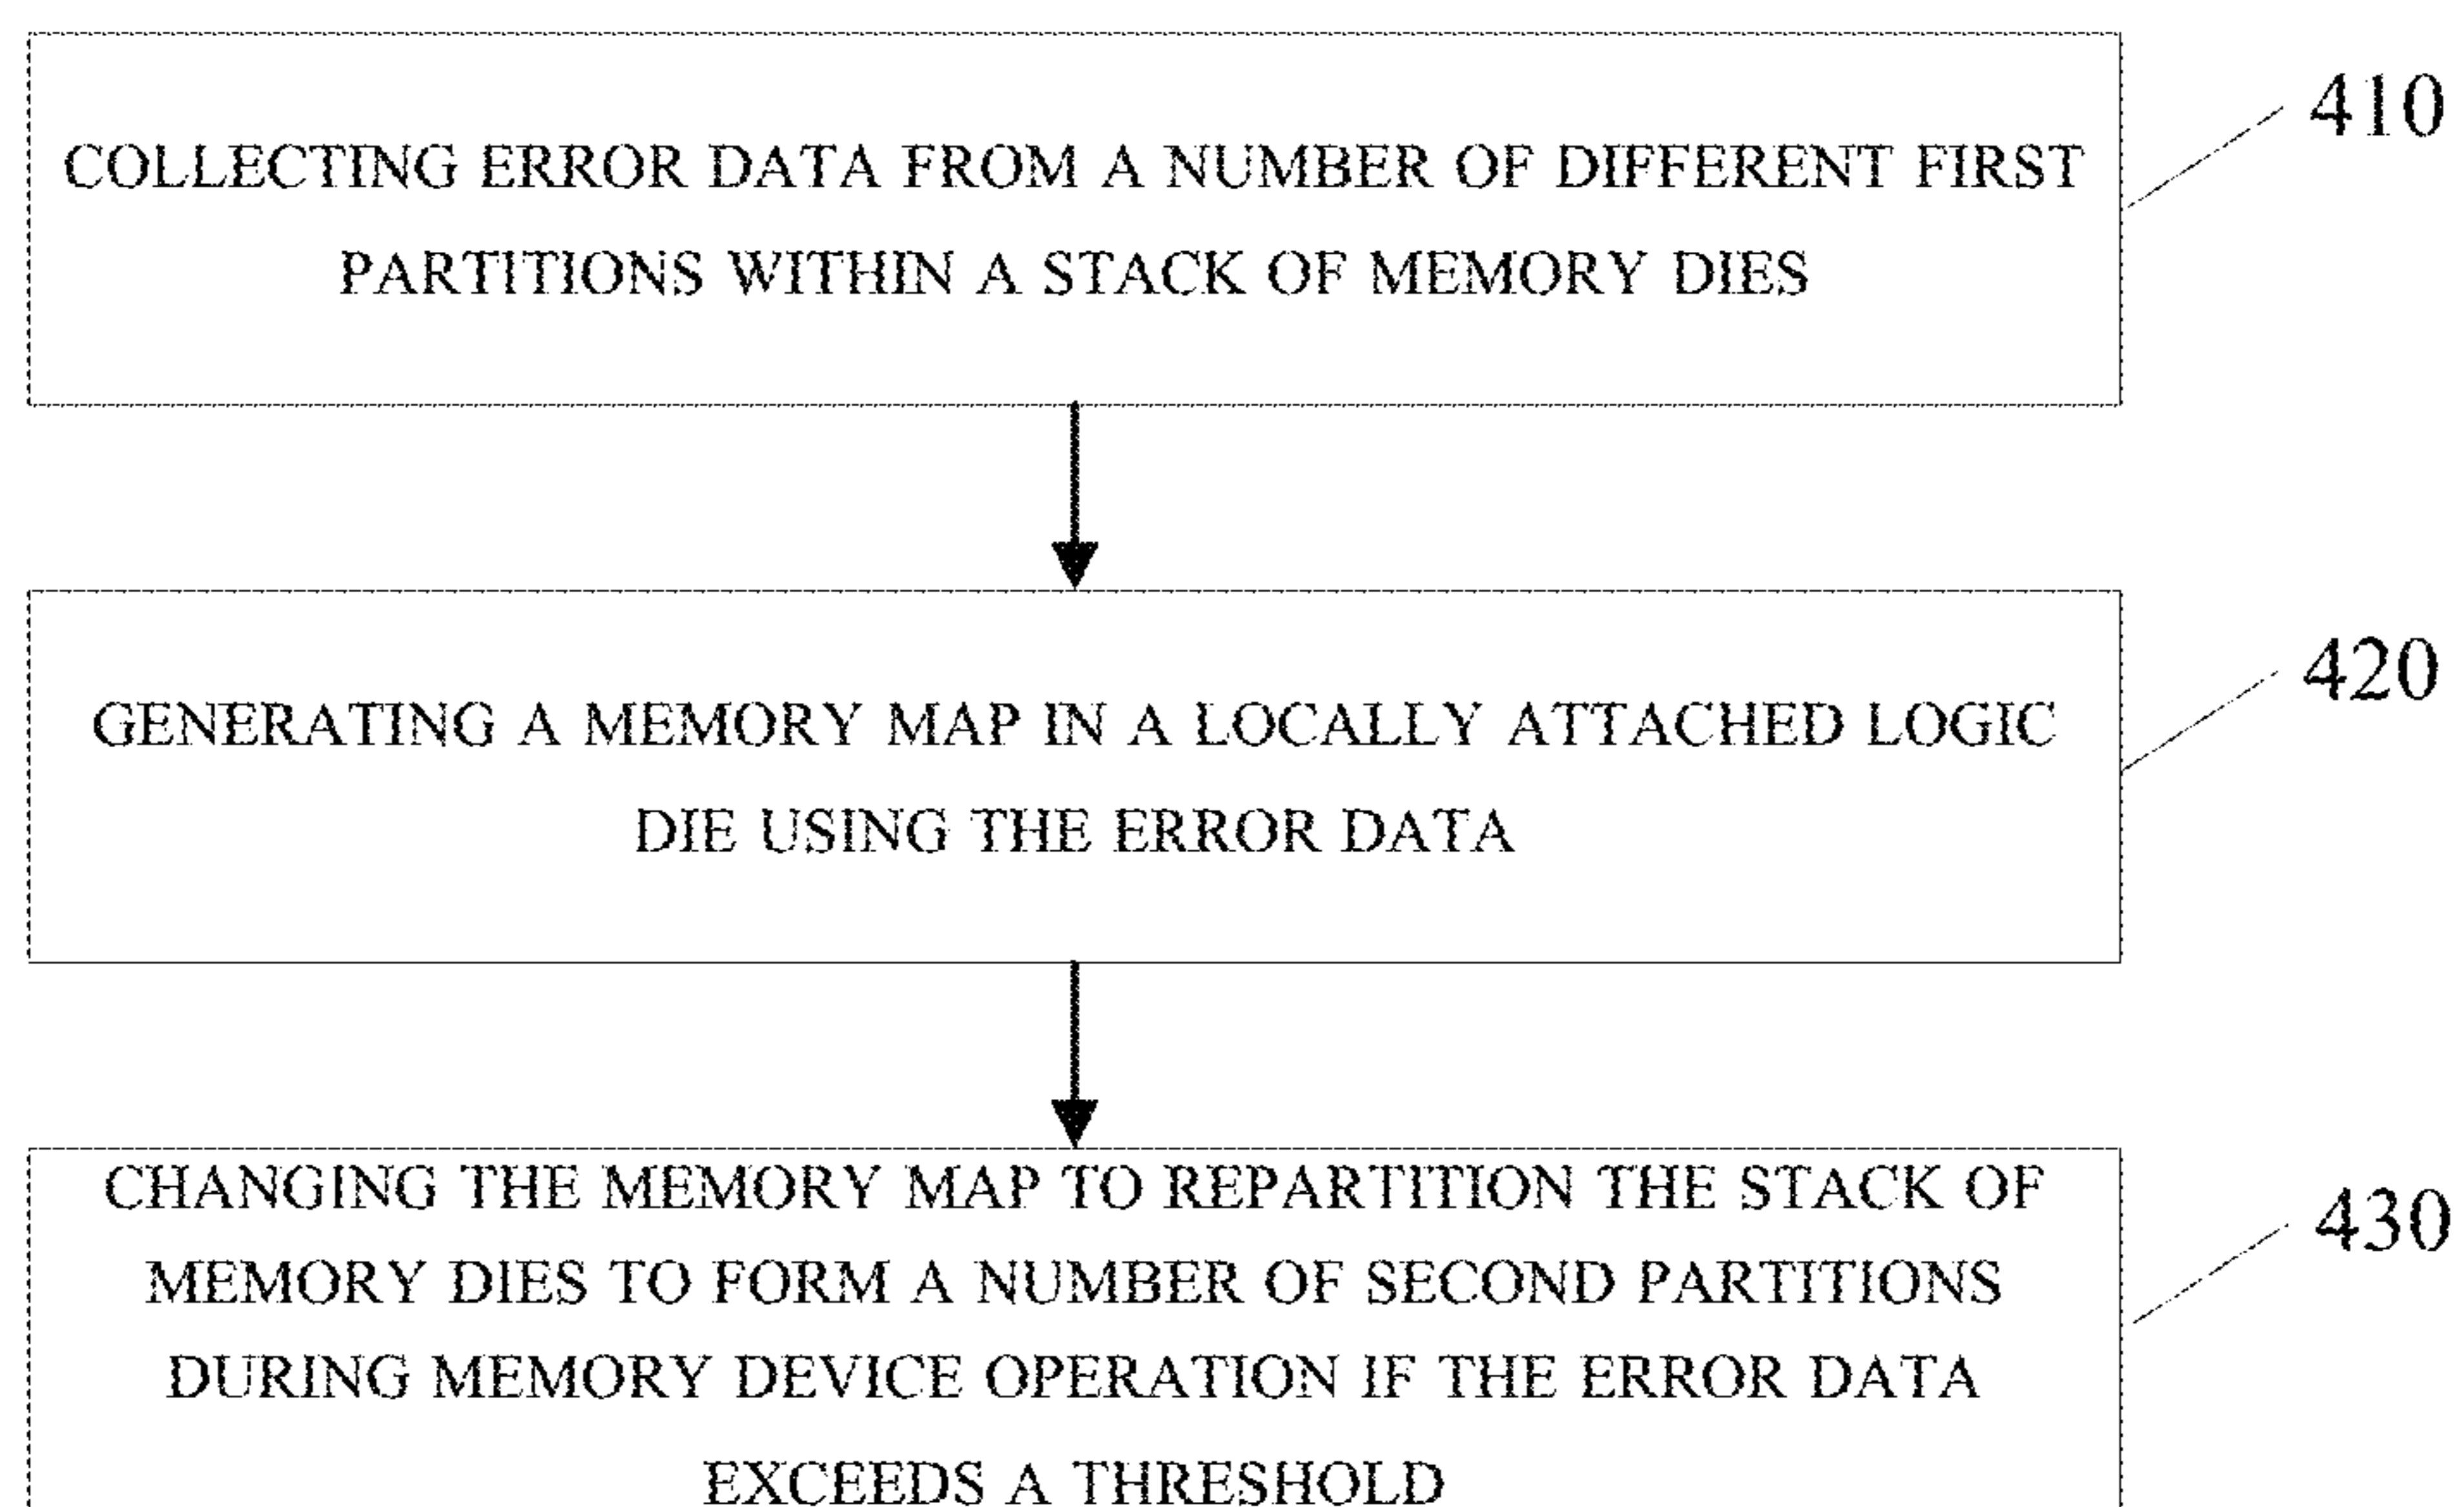 COLLECTING ERROR DATA FROM A NUMBER OF DIFFERENT FIRST
PARTITIONS WITHIN A STACK OF MEMORY DIES
410
GENERATING A MEMORY MAP IN A LOCALLY ATTACHED LOGIC
DIE USING THE ERROR DATA
420
CHANGING THE MEMORY MAP TO REPARTITION THE STACK OF
MEMORY DIES TO FORM A NUMBER OF SECOND PARTITIONS
DURING MEMORY DEVICE OPERATION IF THE ERROR DATA
EXCEEDS A THRESHOLD
430